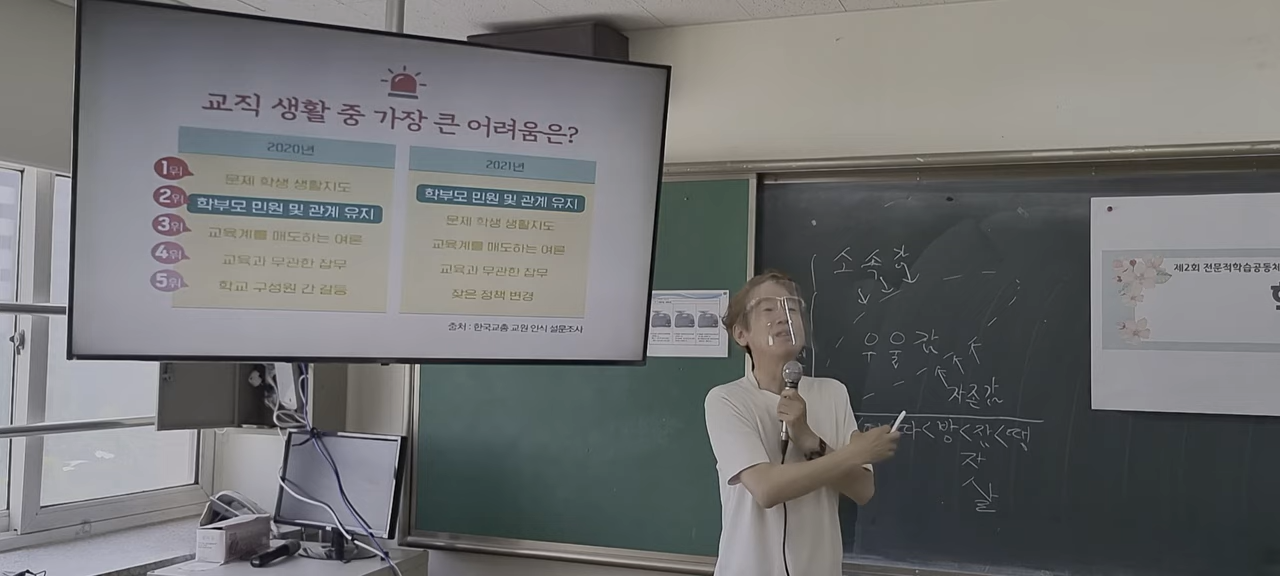 교직 생활 중 가장 큰 어려움은?
2020년
1위 문제 학생 생활지도
2위 학부모 민원 및 관계 유지
3위 교육계를 매도하는 여론
4위 교육과 무관한 잡무
5위 학교 구성원 간 갈등
2021년
학부모 민원 및 관계 유지
문제 학생 생활지도
교육계를 매도하는 여론
교육과 무관한 잡무
잦은 정책 변경
출처 : 한국교총 교원 인식 설문조사
소속감
우울감
자존감
따<방<잡<떡
자
살
제2회 전문적학습공동체